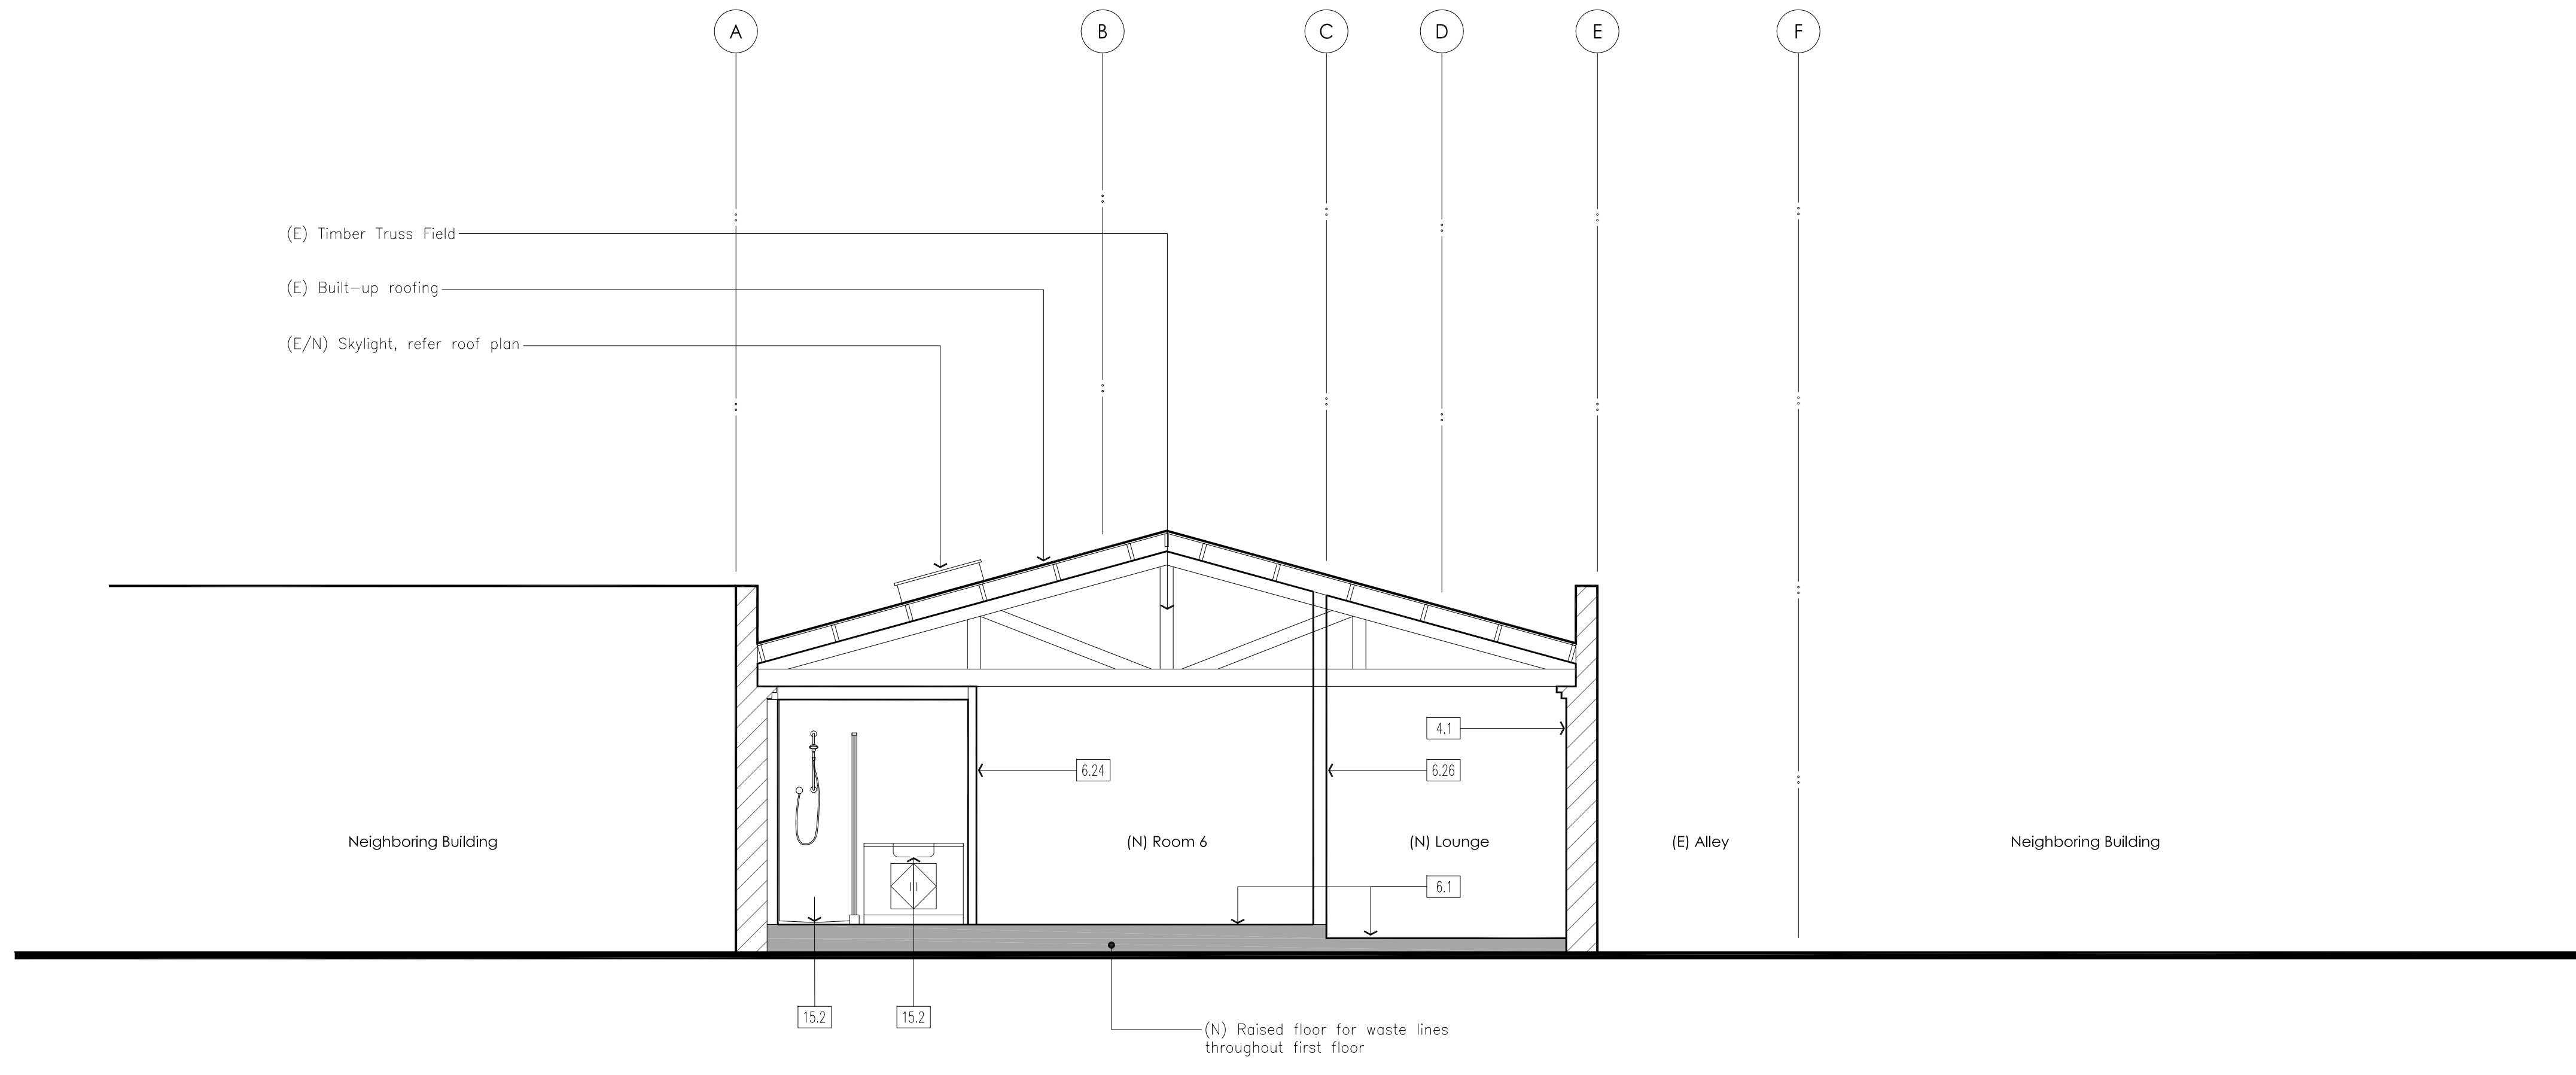 A
B
C
D
E
F
(E) Timber Truss Field
(E) Built-up roofing
(E/N) Skylight, refer roof plan
4.1
6.24
6.26
Neighboring Building
(N) Room 6
(N) Lounge
(E) Alley
Neighboring Building
6.1
15.2
15.2
(N) Raised floor for waste lines
throughout first floor